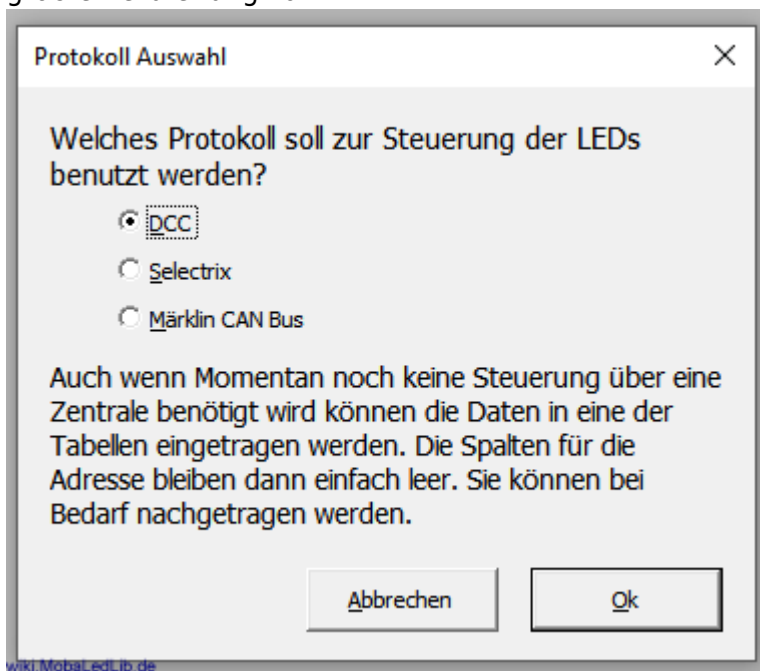 Protokoll Auswahl
Welches Protokoll soll zur Steuerung der LEDs
benutzt werden?
DCC
Selectrix
Märklin CAN Bus
Auch wenn Momentan noch keine Steuerung über eine
Zentrale benötigt wird können die Daten in eine der
Tabellen eingetragen werden. Die Spalten für die
Adresse bleiben dann einfach leer. Sie können bei
Bedarf nachgetragen werden.
Abbrechen Ok
wiki.MobaLedLib.de